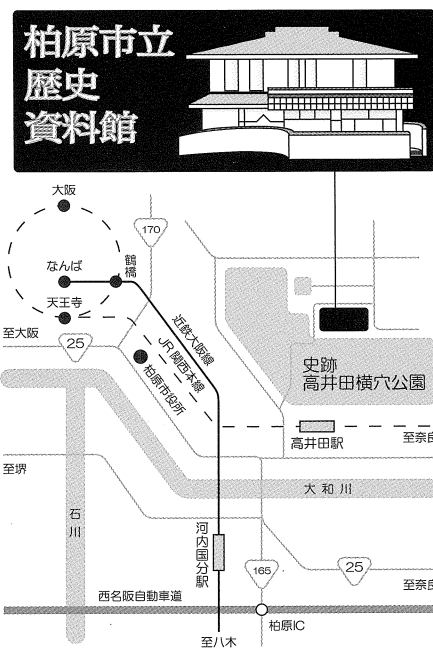 柏原市立
歴史
資料館
大阪
170
鶴橋
なんば
天王寺
至大阪
25
近鉄大阪線
JR関西本線
柏原市役所
史跡
高井田横穴公園
高井田駅
至奈良
至堺
大和川
石川
河内国分駅
165
25
至奈良
西名阪自動車道
柏原IC
至八木